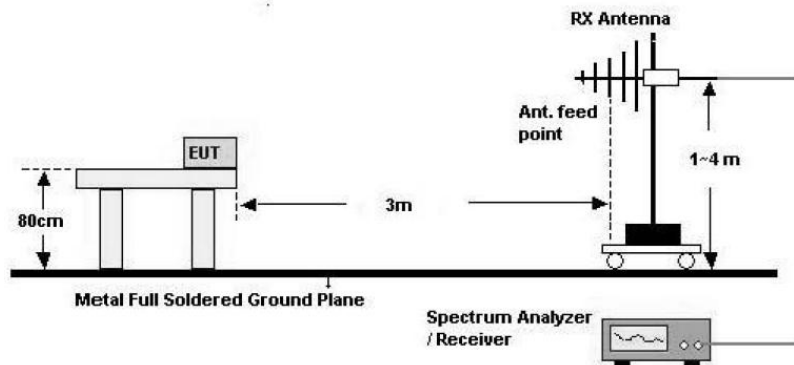 RX Antenna
Ant. feed
point
EUT
1~4 m
3m
80cm
Metal Full Soldered Ground Plane
Spectrum Analyzer
/ Receiver